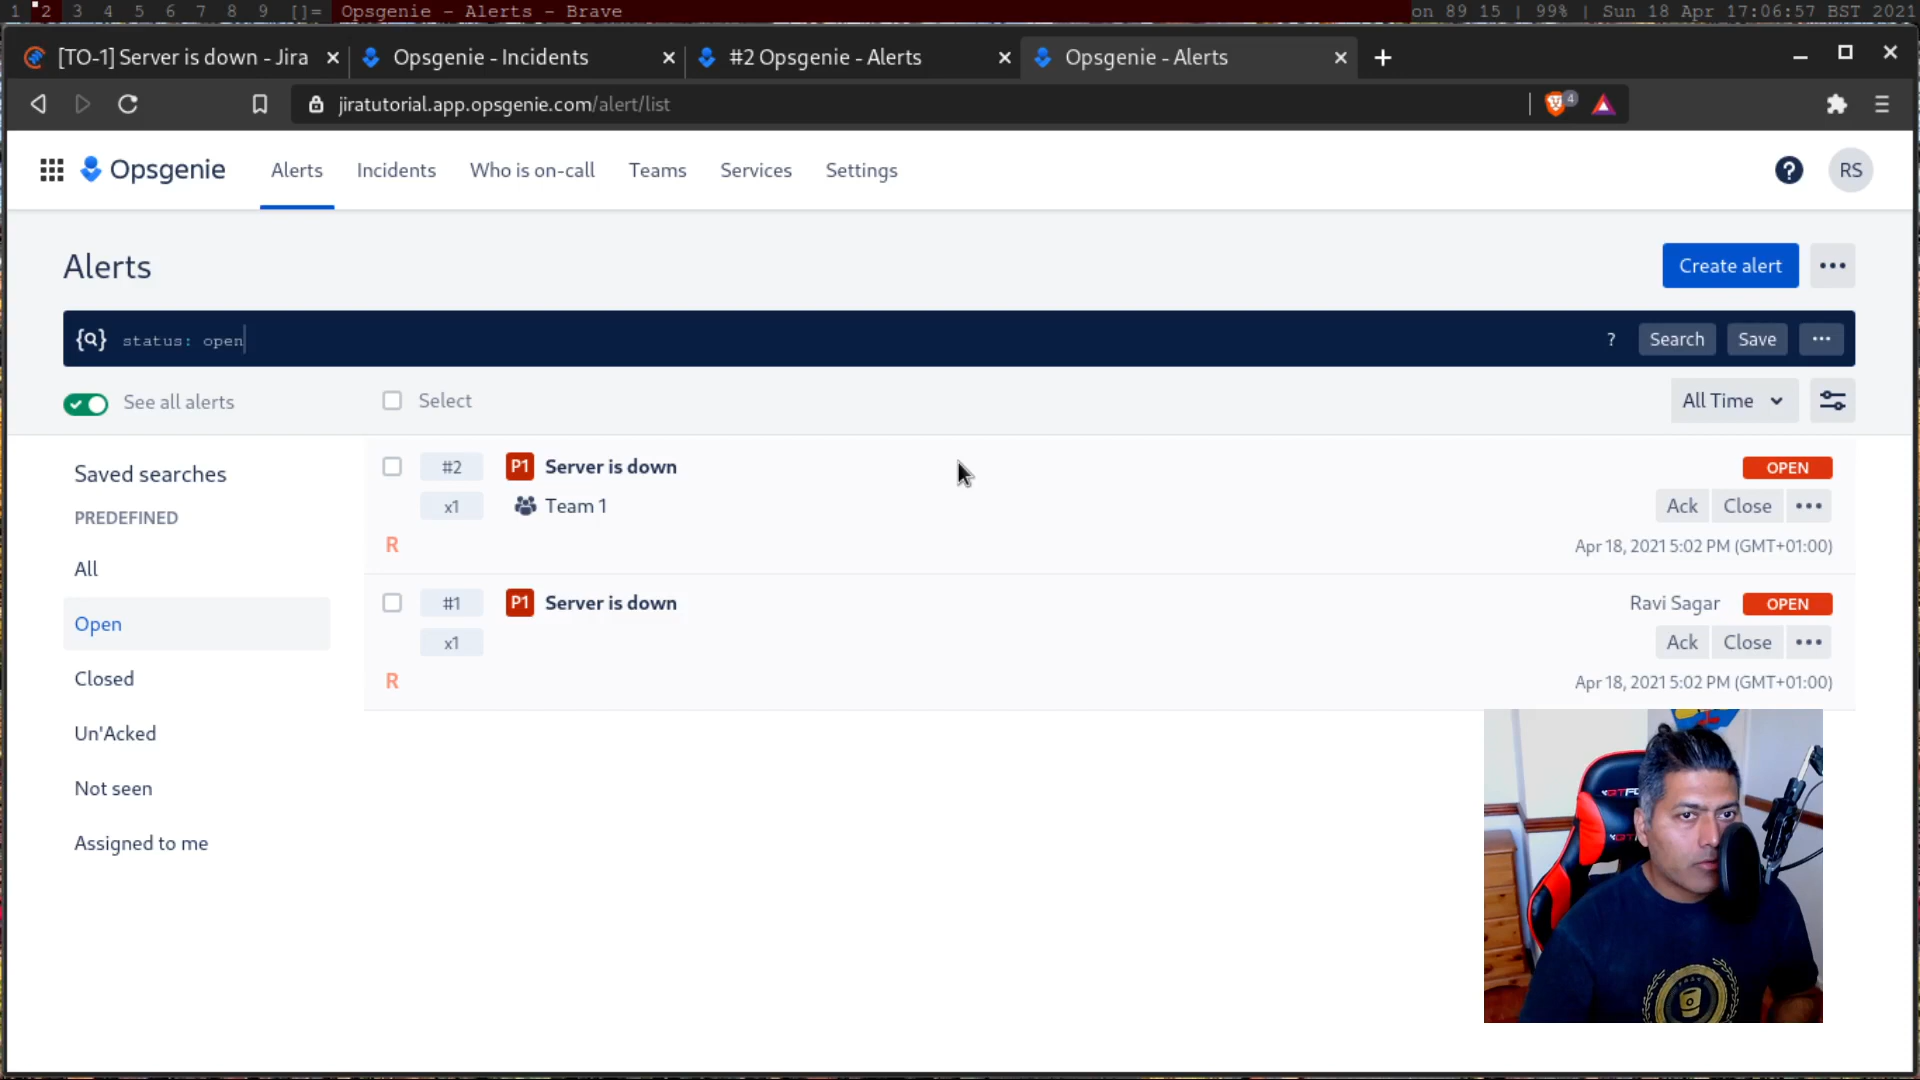 1 2 3 4 5 6 7 8 9 []= Opsgenie - Alerts - Brave on 89 15 | 99% | Sun 18 Apr 17:06:57 BST 2021
[TO-1] Server is down - Jira Opsgenie - Incidents #2 Opsgenie - Alerts Opsgenie - Alerts
jiratutorial.app.opsgenie.com/alert/list 4
Opsgenie Alerts Incidents Who is on-call Teams Services Settings ? RS
Alerts Create alert
status: open ? Search Save
See all alerts Select All Time
Saved searches
PREDEFINED
All
Open
Closed
Un'Acked
Not seen
Assigned to me
#2 P1 Server is down OPEN
x1 Team 1 Ack Close
R Apr 18, 2021 5:02 PM (GMT+01:00)
#1 P1 Server is down Ravi Sagar OPEN
x1 Ack Close
R Apr 18, 2021 5:02 PM (GMT+01:00)